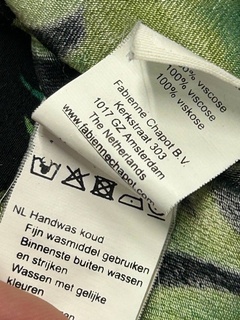 100% viscose
100% viscose
100% viskose
Fabienne Chapot B.V.
Kerkstraat 303
1017 GZ Amsterdam
The Netherlands
www.fabiennechapot.com
NL Handwas koud
Fijn wasmiddel gebruiken
Binnenste buiten wassen
en strijken
Wassen met gelijke
kleuren